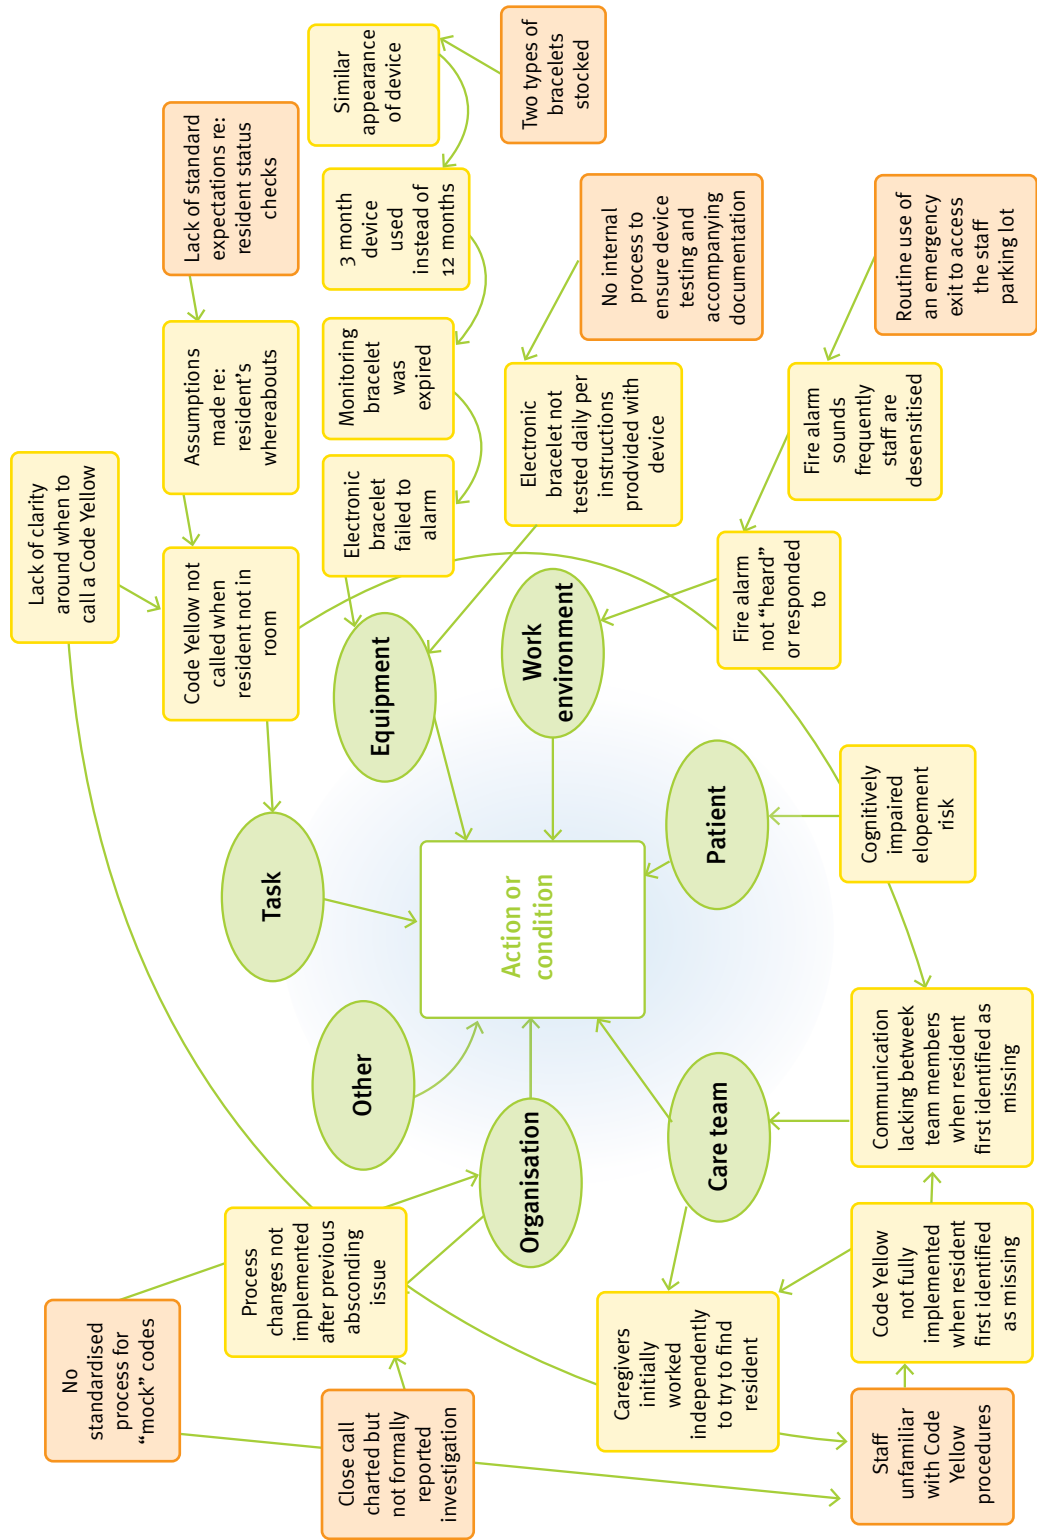 No
standardised
process for
“mock” codes
Close call
charted but
not formally
reported
investigation
Process
changes not
implemented
after previous
absconding
issue
Lack of clarity
around when to
call a Code Yellow
Code Yellow not
called when
resident not in
room
Assumptions
made re:
resident’s
whereabouts
Lack of standard
expectations re:
resident status
checks
Other
Task
Equipment
Electronic
bracelet
failed to
alarm
Monitoring
bracelet
was
expired
3 month
device
used
instead of
12 months
Similar
appearance
of device
Two types of
bracelets
stocked
Organisation
Action or
condition
Work
environment
Electronic
bracelet not
tested daily per
instructions
prodvided with
device
No internal
process to
ensure device
testing and
accompanying
documentation
Caregivers
initially
worked
independently
to try to find
resident
Care team
Patient
Fire alarm
not “heard”
or responded
to
Fire alarm
sounds
frequently
staff are
desensitised
Routine use of
an emergency
exit to access
the staff
parking lot
Staff
unfamiliar
with Code
Yellow
procedures
Code Yellow
not fully
implemented
when resident
first identified
as missing
Communication
lacking betweek
team members
when resident
first identified as
missing
Cognitively
impaired
elopement
risk